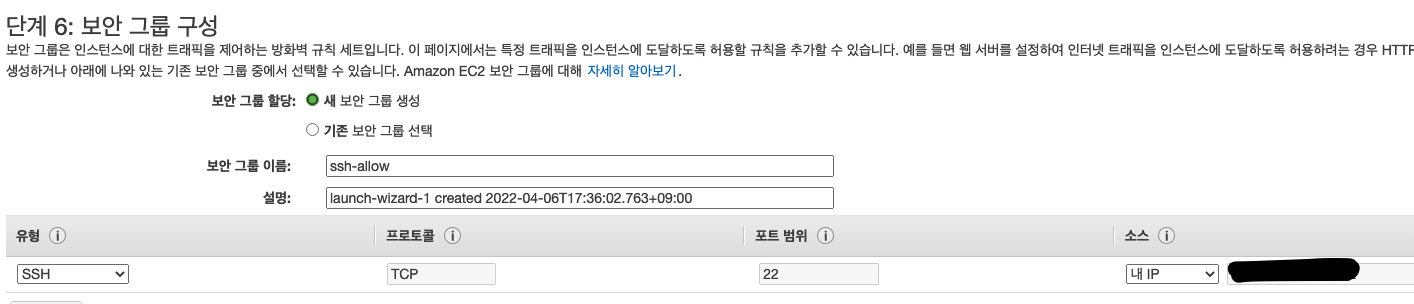 단계 6: 보안 그룹 구성
보안 그룹은 인스턴스에 대한 트래픽을 제어하는 방화벽 규칙 세트입니다. 이 페이지에서는 특정 트래픽을 인스턴스에 도달하도록 허용할 규칙을 추가할 수 있습니다. 예를 들면 웹 서버를 설정하여 인터넷 트래픽을 인스턴스에 도달하도록 허용하려는 경우 HTTP
생성하거나 아래에 나와 있는 기존 보안 그룹 중에서 선택할 수 있습니다. Amazon EC2 보안 그룹에 대해 자세히 알아보기.
보안 그룹 할당: 새 보안 그룹 생성
기존 보안 그룹 선택
보안 그룹 이름: ssh-allow
설명: launch-wizard-1 created 2022-04-06T17:36:02.763+09:00
유형 프로토콜 포트 범위 소스
SSH TCP 22 내 IP